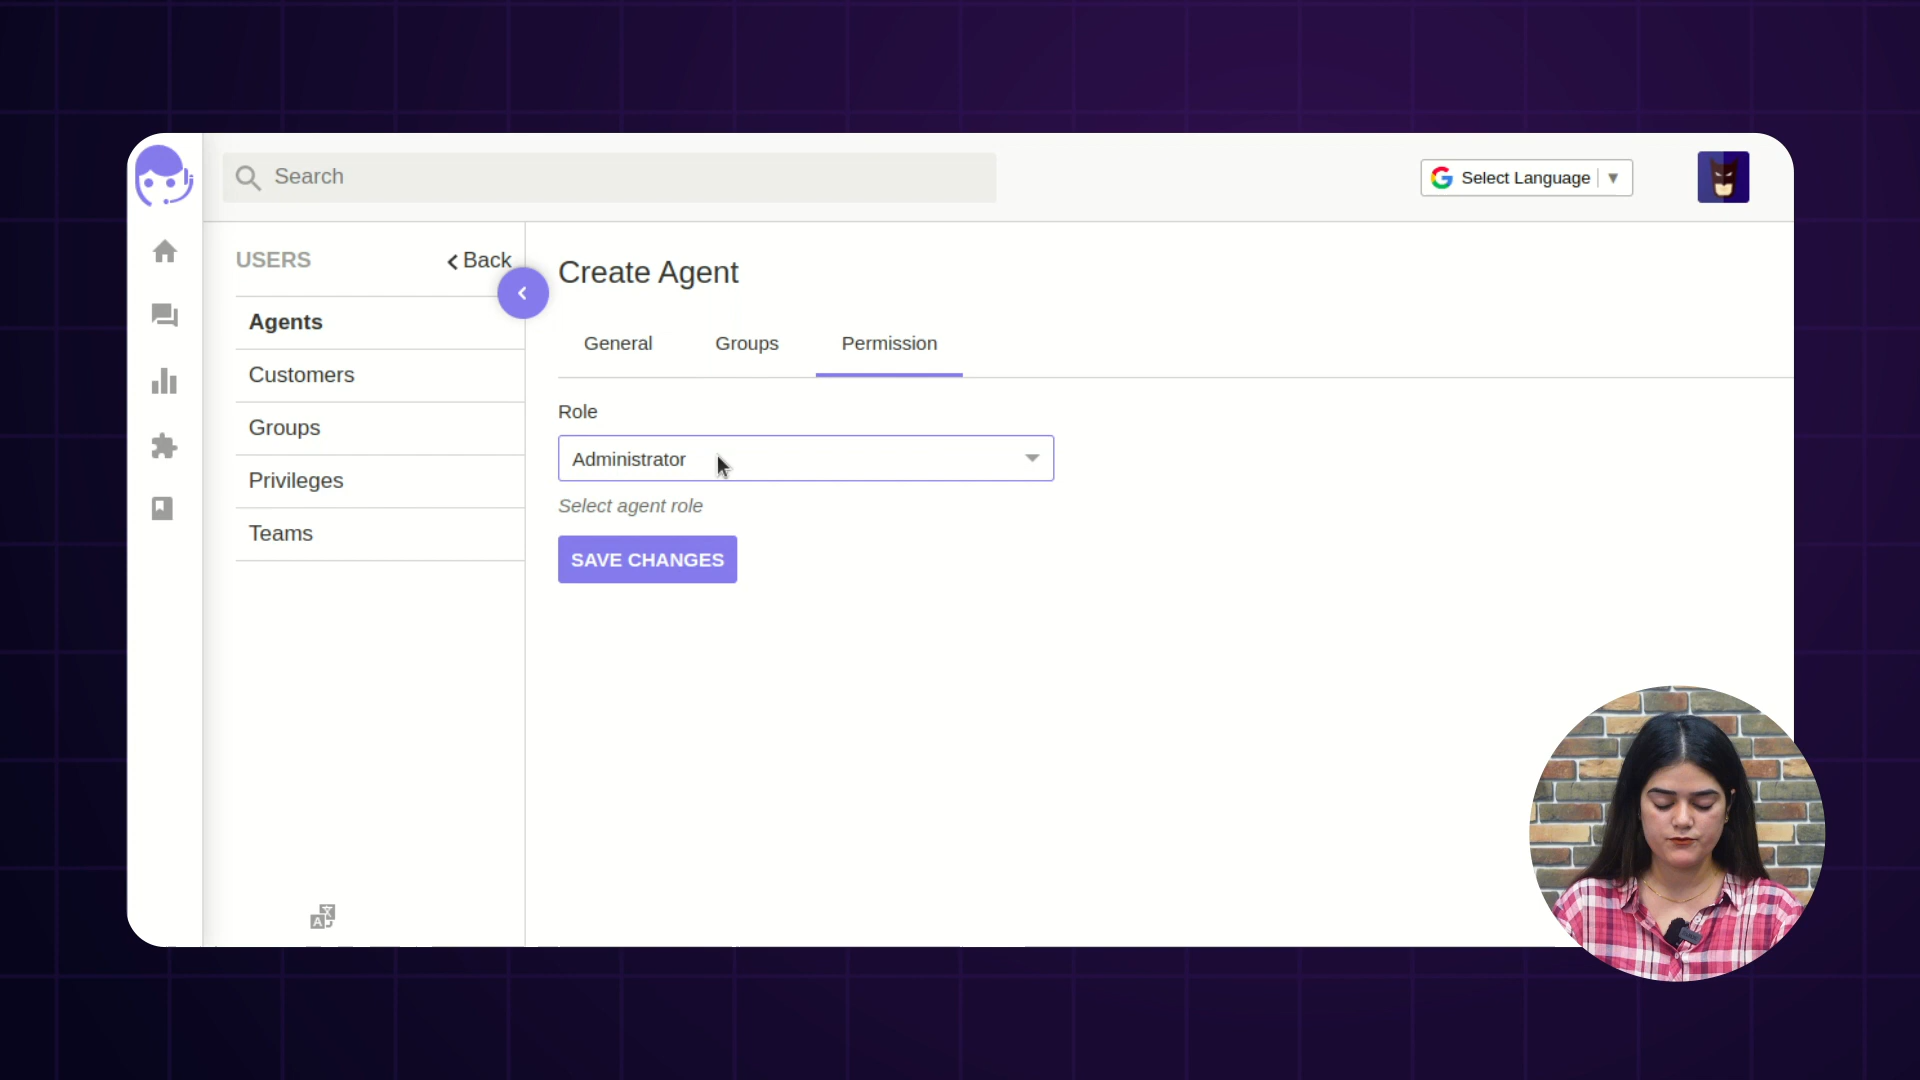 Search
Select Language ▼
USERS
Back
Agents
Customers
Groups
Privileges
Teams
Create Agent
General Groups Permission
Role
Administrator
Select agent role
SAVE CHANGES